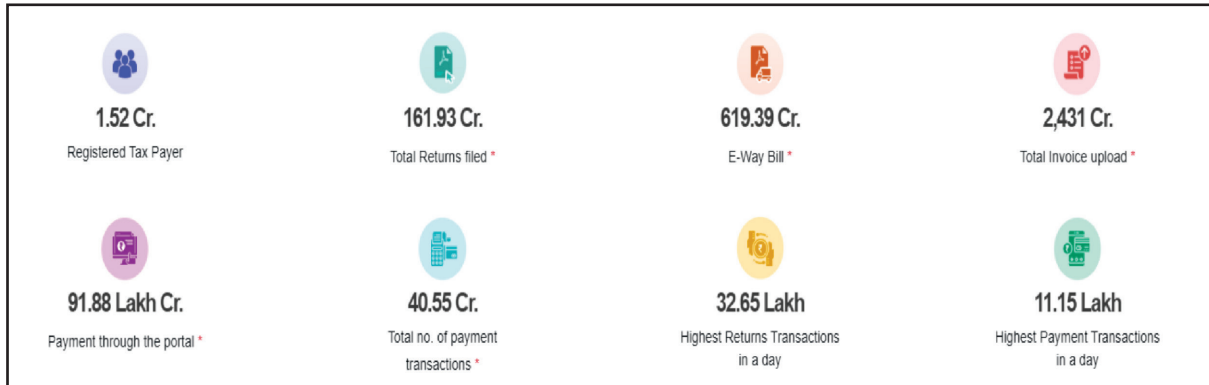 1.52 Cr.
Registered Tax Payer
161.93 Cr.
Total Returns filed *
619.39 Cr.
E-Way Bill *
2,431 Cr.
Total Invoice upload *
91.88 Lakh Cr.
Payment through the portal *
40.55 Cr.
Total no. of payment
transactions *
32.65 Lakh
Highest Returns Transactions
in a day
11.15 Lakh
Highest Payment Transactions
in a day